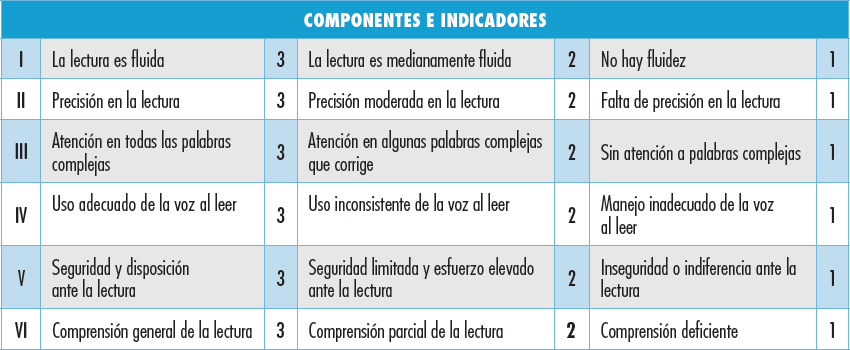 COMPONENTES E INDICADORES
I La lectura es fluida 3 La lectura es medianamente fluida 2 No hay fluidez 1
II Precisión en la lectura 3 Precisión moderada en la lectura 2 Falta de precisión en la lectura 1
III Atención en todas las palabras complejas 3 Atención en algunas palabras complejas que corrige 2 Sin atención a palabras complejas 1
IV Uso adecuado de la voz al leer 3 Uso inconsistente de la voz al leer 2 Manejo inadecuado de la voz al leer 1
V Seguridad y disposición ante la lectura 3 Seguridad limitada y esfuerzo elevado ante la lectura 2 Inseguridad o indiferencia ante la lectura 1
VI Comprensión general de la lectura 3 Comprensión parcial de la lectura 2 Comprensión deficiente 1